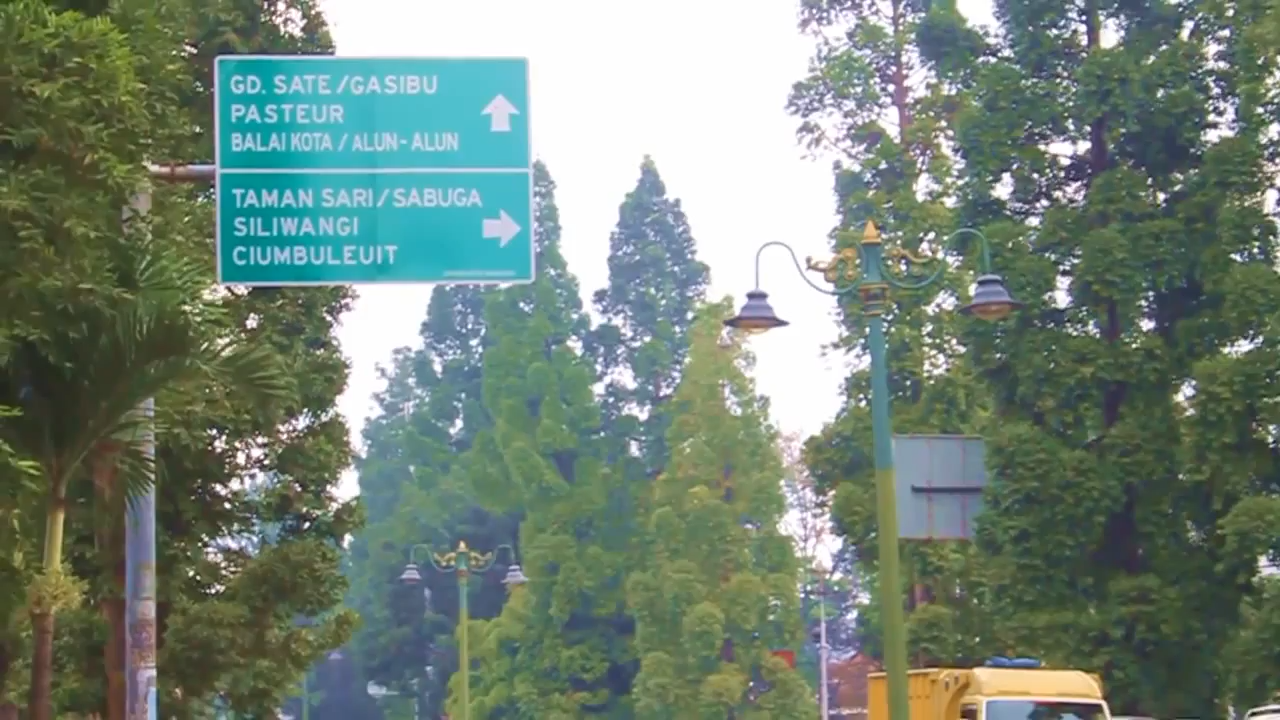 GD. SATE / GASIBU
PASTEUR
BALAI KOTA / ALUN - ALUN
TAMAN SARI / SABUGA
SILIWANGI
CIUMBULEUIT